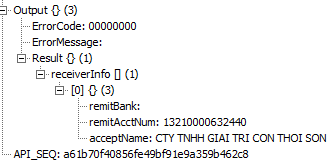 Output {} (3)
ErrorCode: 00000000
ErrorMessage:
Result {} (1)
receiverInfo [] (1)
[0] {} (3)
remitBank:
remitAcctNum: 13210000632440
acceptName: CTY TNHH GIAI TRI CON THOI SON
API_SEQ: a61b70f40856fe49bf91e9a359b462c8